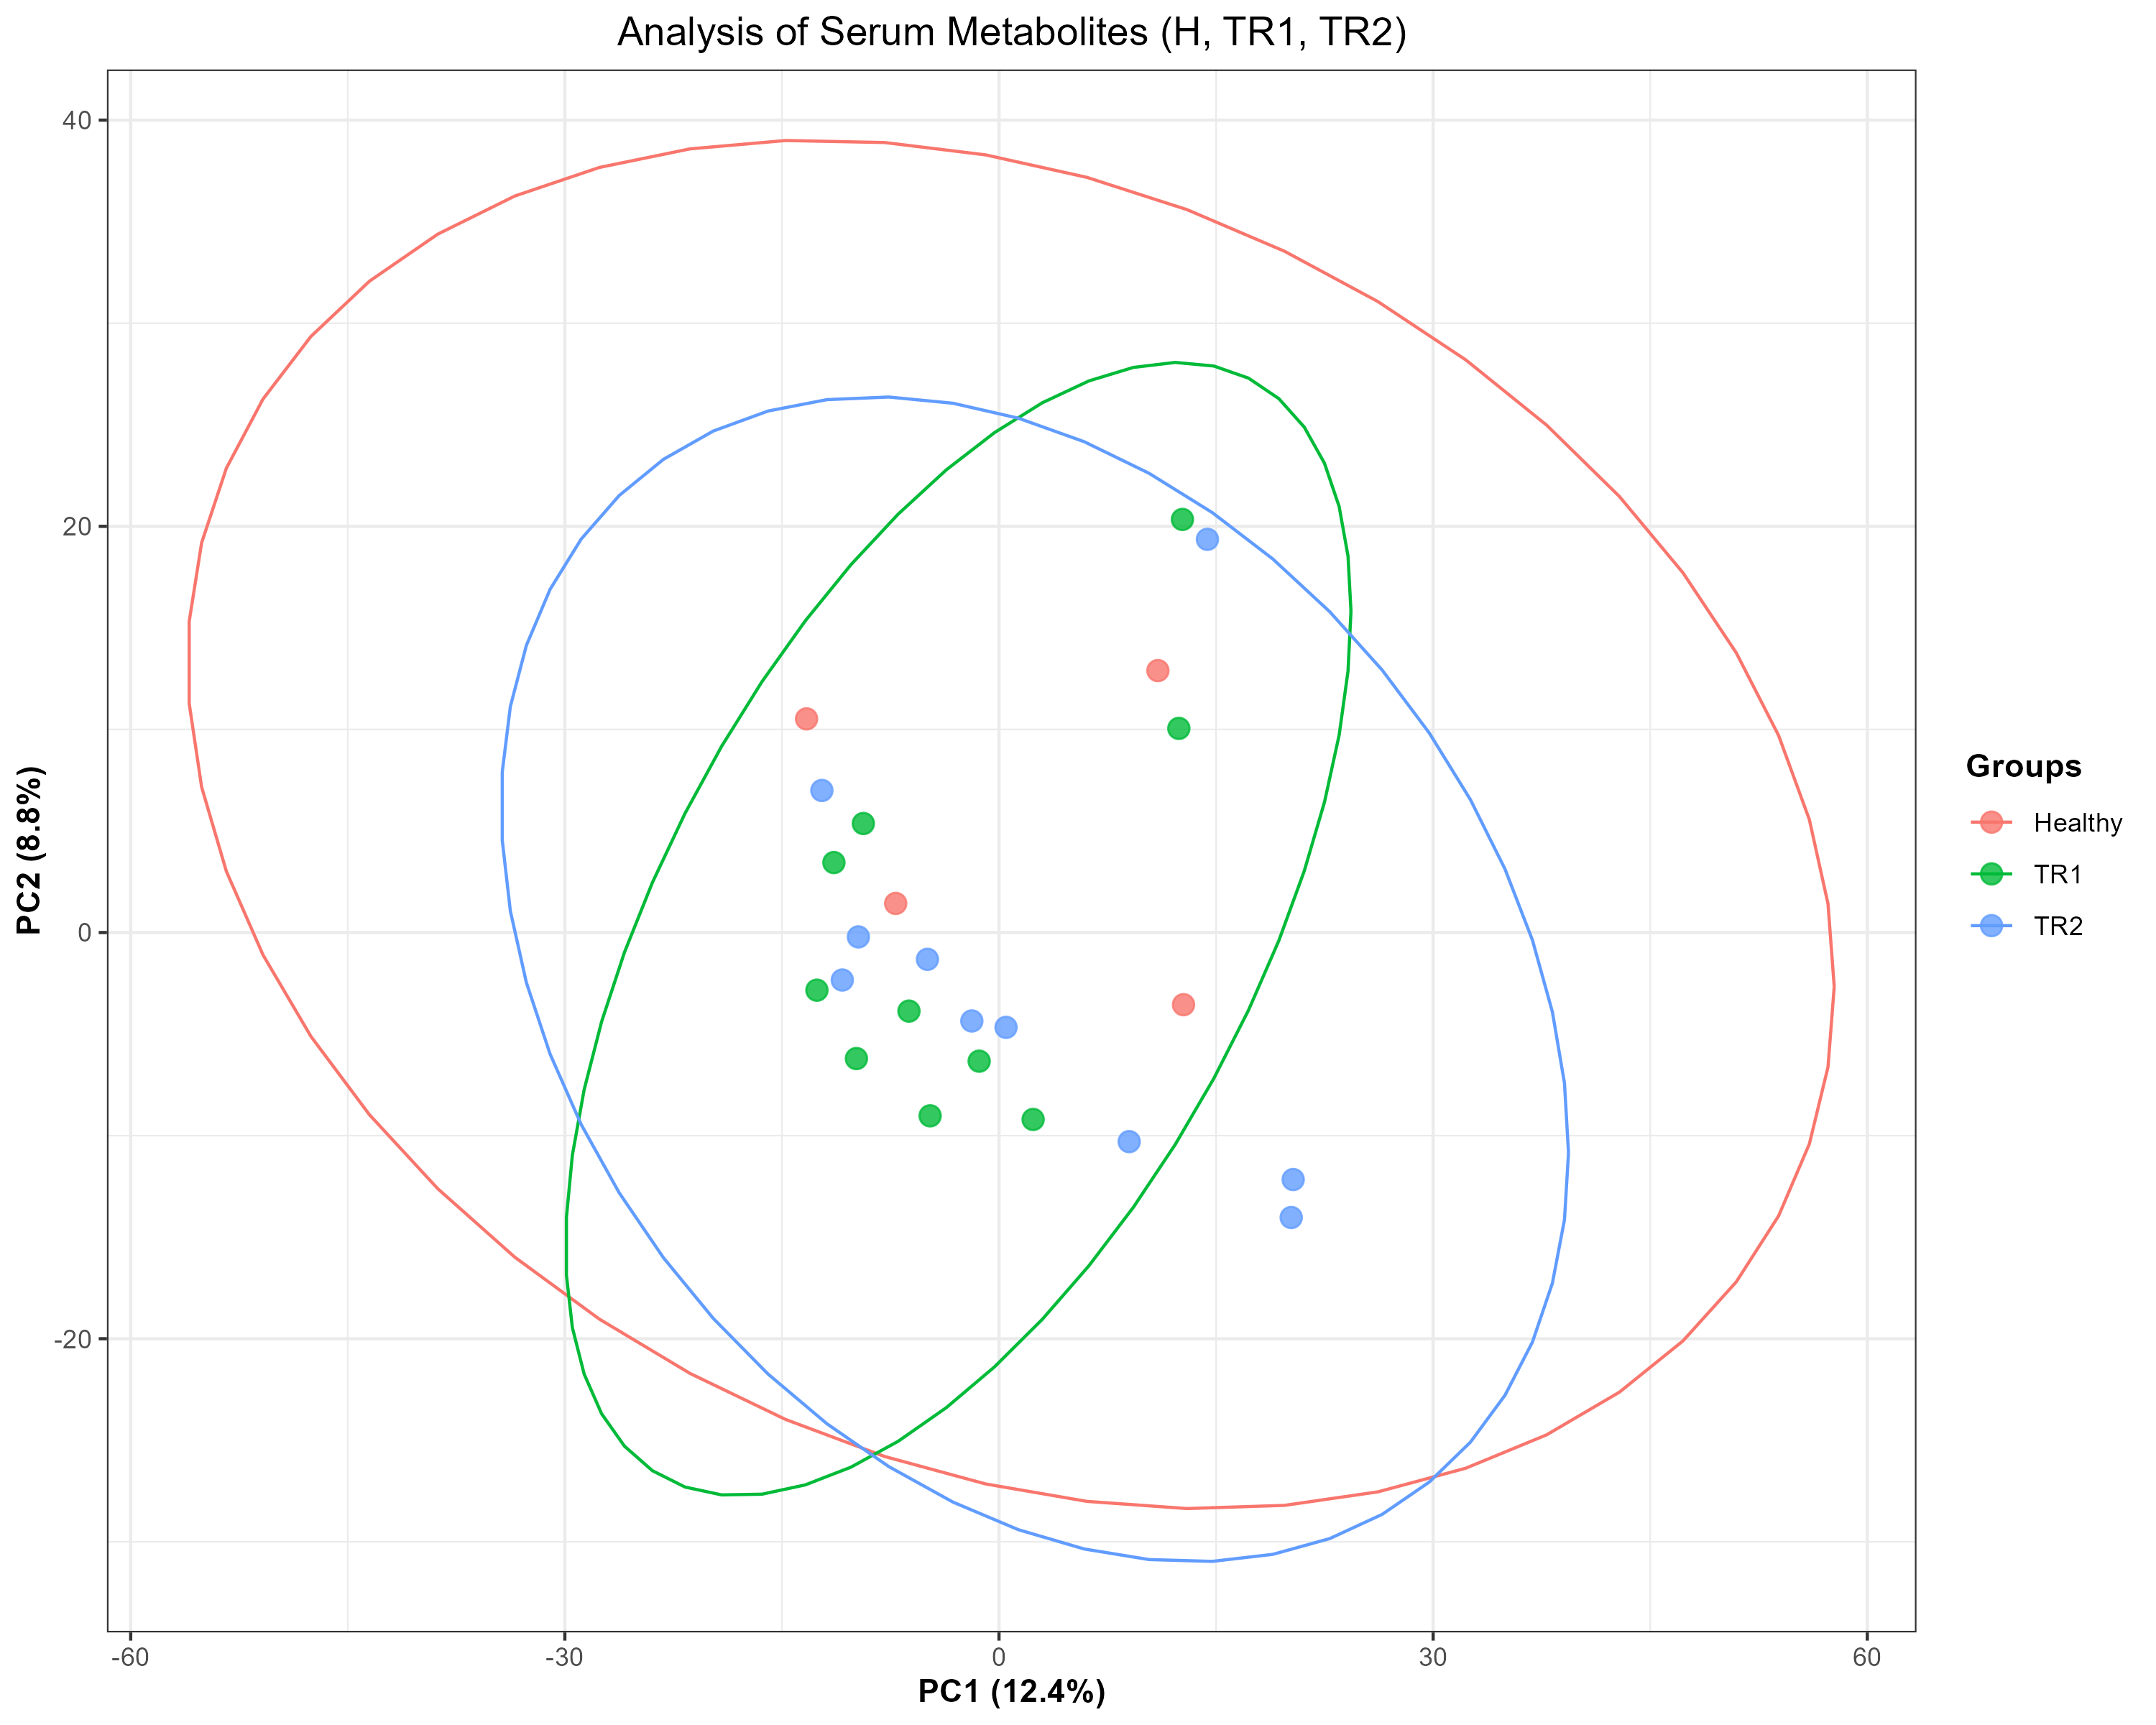 Analysis of Serum Metabolites (H, TR1, TR2)
PC2 (8.8%)
40
20
0
-20
-60
-30
0
30
60
PC1 (12.4%)
Groups
Healthy
TR1
TR2